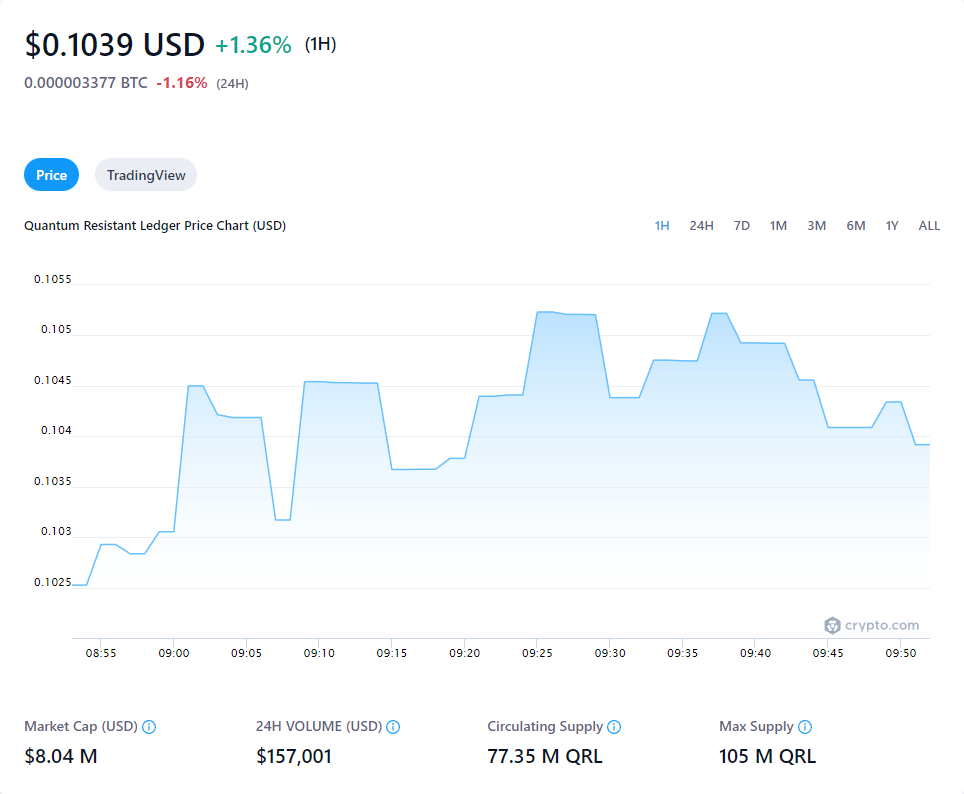 $0.1039 USD +1.36% (1H)
0.000003377 BTC -1.16% (24H)
Price TradingView
Quantum Resistant Ledger Price Chart (USD) 1H 24H 7D 1M 3M 6M 1Y ALL
0.1055
0.105
0.1045
0.104
0.1035
0.103
0.1025
crypto.com
08:55 09:00 09:05 09:10 09:15 09:20 09:25 09:30 09:35 09:40 09:45 09:50
Market Cap (USD) 24H VOLUME (USD) Circulating Supply Max Supply
$8.04 M $157,001 77.35 M QRL 105 M QRL